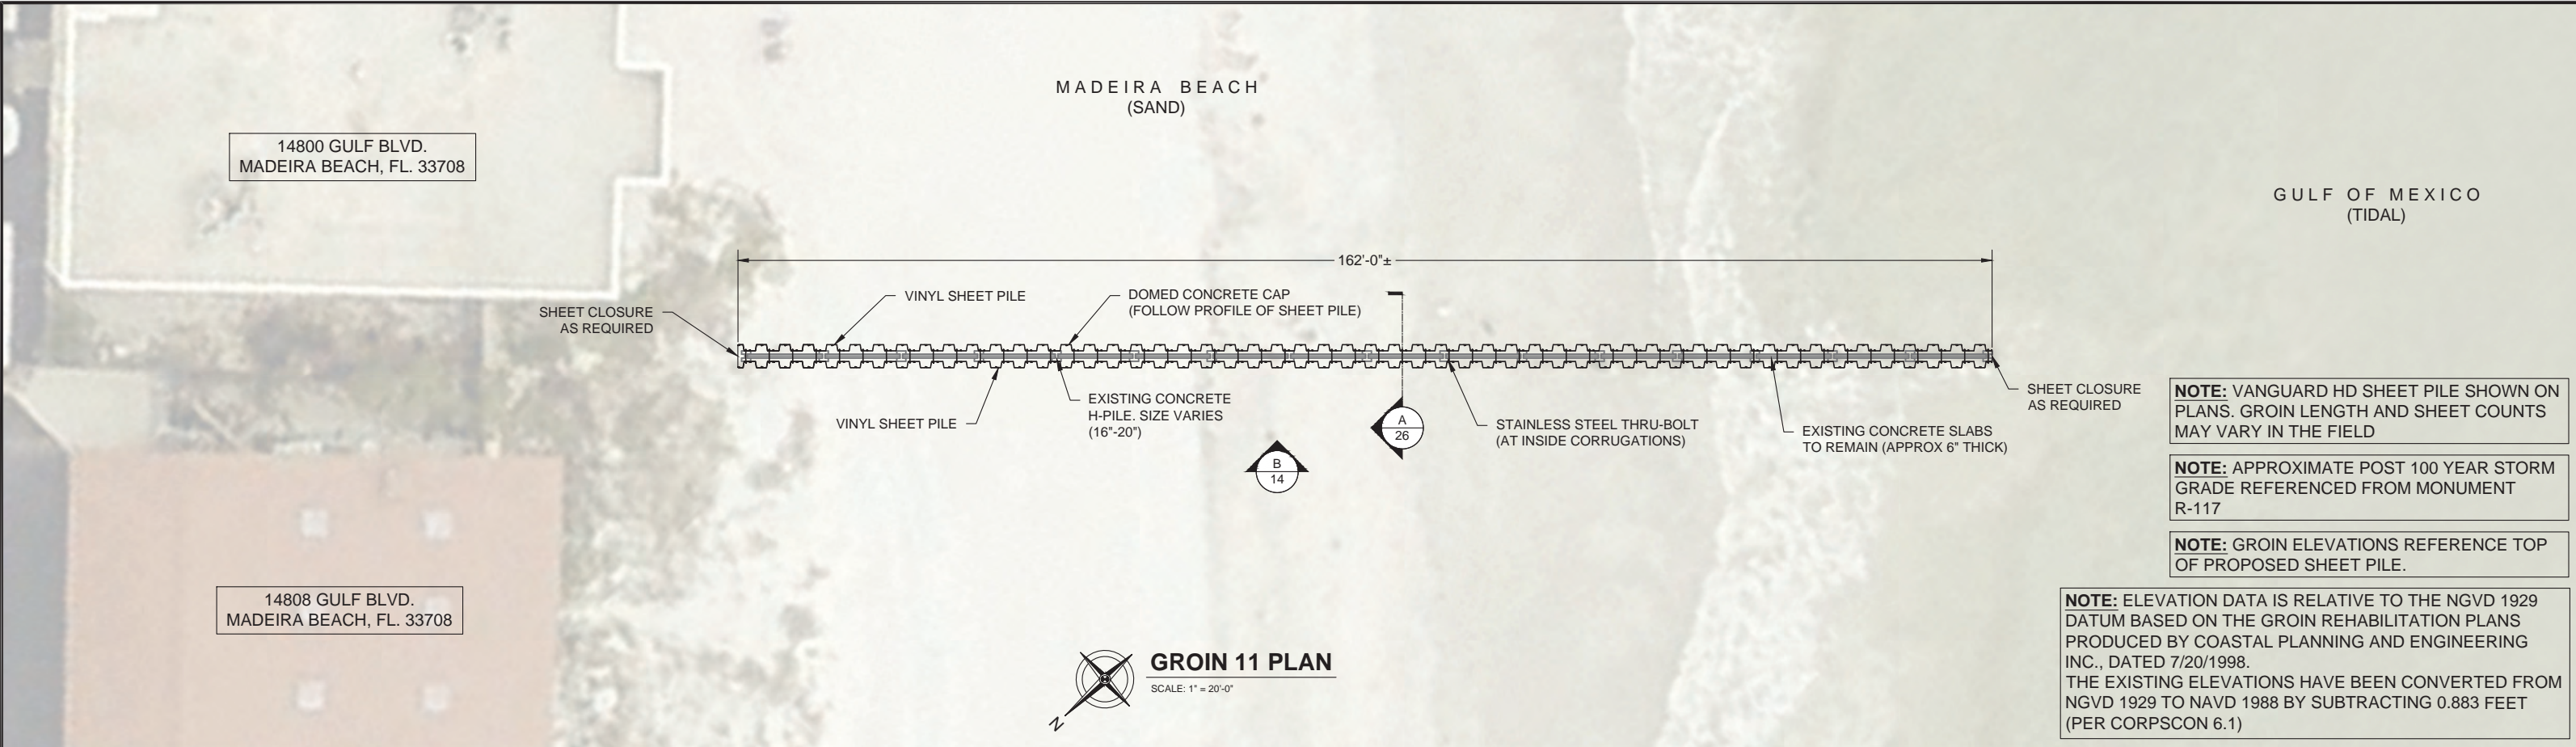 MADEIRA BEACH
(SAND)
14800 GULF BLVD.
MADEIRA BEACH, FL. 33708
GULF OF MEXICO
(TIDAL)
162'-0"±
SHEET CLOSURE
AS REQUIRED
VINYL SHEET PILE
DOMED CONCRETE CAP
(FOLLOW PROFILE OF SHEET PILE)
VINYL SHEET PILE
EXISTING CONCRETE
H-PILE. SIZE VARIES
(16"-20")
A
26
B
14
STAINLESS STEEL THRU-BOLT
(AT INSIDE CORRUGATIONS)
EXISTING CONCRETE SLABS
TO REMAIN (APPROX 6" THICK)
SHEET CLOSURE
AS REQUIRED
NOTE: VANGUARD HD SHEET PILE SHOWN ON
PLANS. GROIN LENGTH AND SHEET COUNTS
MAY VARY IN THE FIELD
NOTE: APPROXIMATE POST 100 YEAR STORM
GRADE REFERENCED FROM MONUMENT
R-117
NOTE: GROIN ELEVATIONS REFERENCE TOP
OF PROPOSED SHEET PILE.
NOTE: ELEVATION DATA IS RELATIVE TO THE NGVD 1929
DATUM BASED ON THE GROIN REHABILITATION PLANS
PRODUCED BY COASTAL PLANNING AND ENGINEERING
INC., DATED 7/20/1998.
THE EXISTING ELEVATIONS HAVE BEEN CONVERTED FROM
NGVD 1929 TO NAVD 1988 BY SUBTRACTING 0.883 FEET
(PER CORPSCON 6.1)
14808 GULF BLVD.
MADEIRA BEACH, FL. 33708
N
GROIN 11 PLAN
SCALE: 1" = 20'-0"